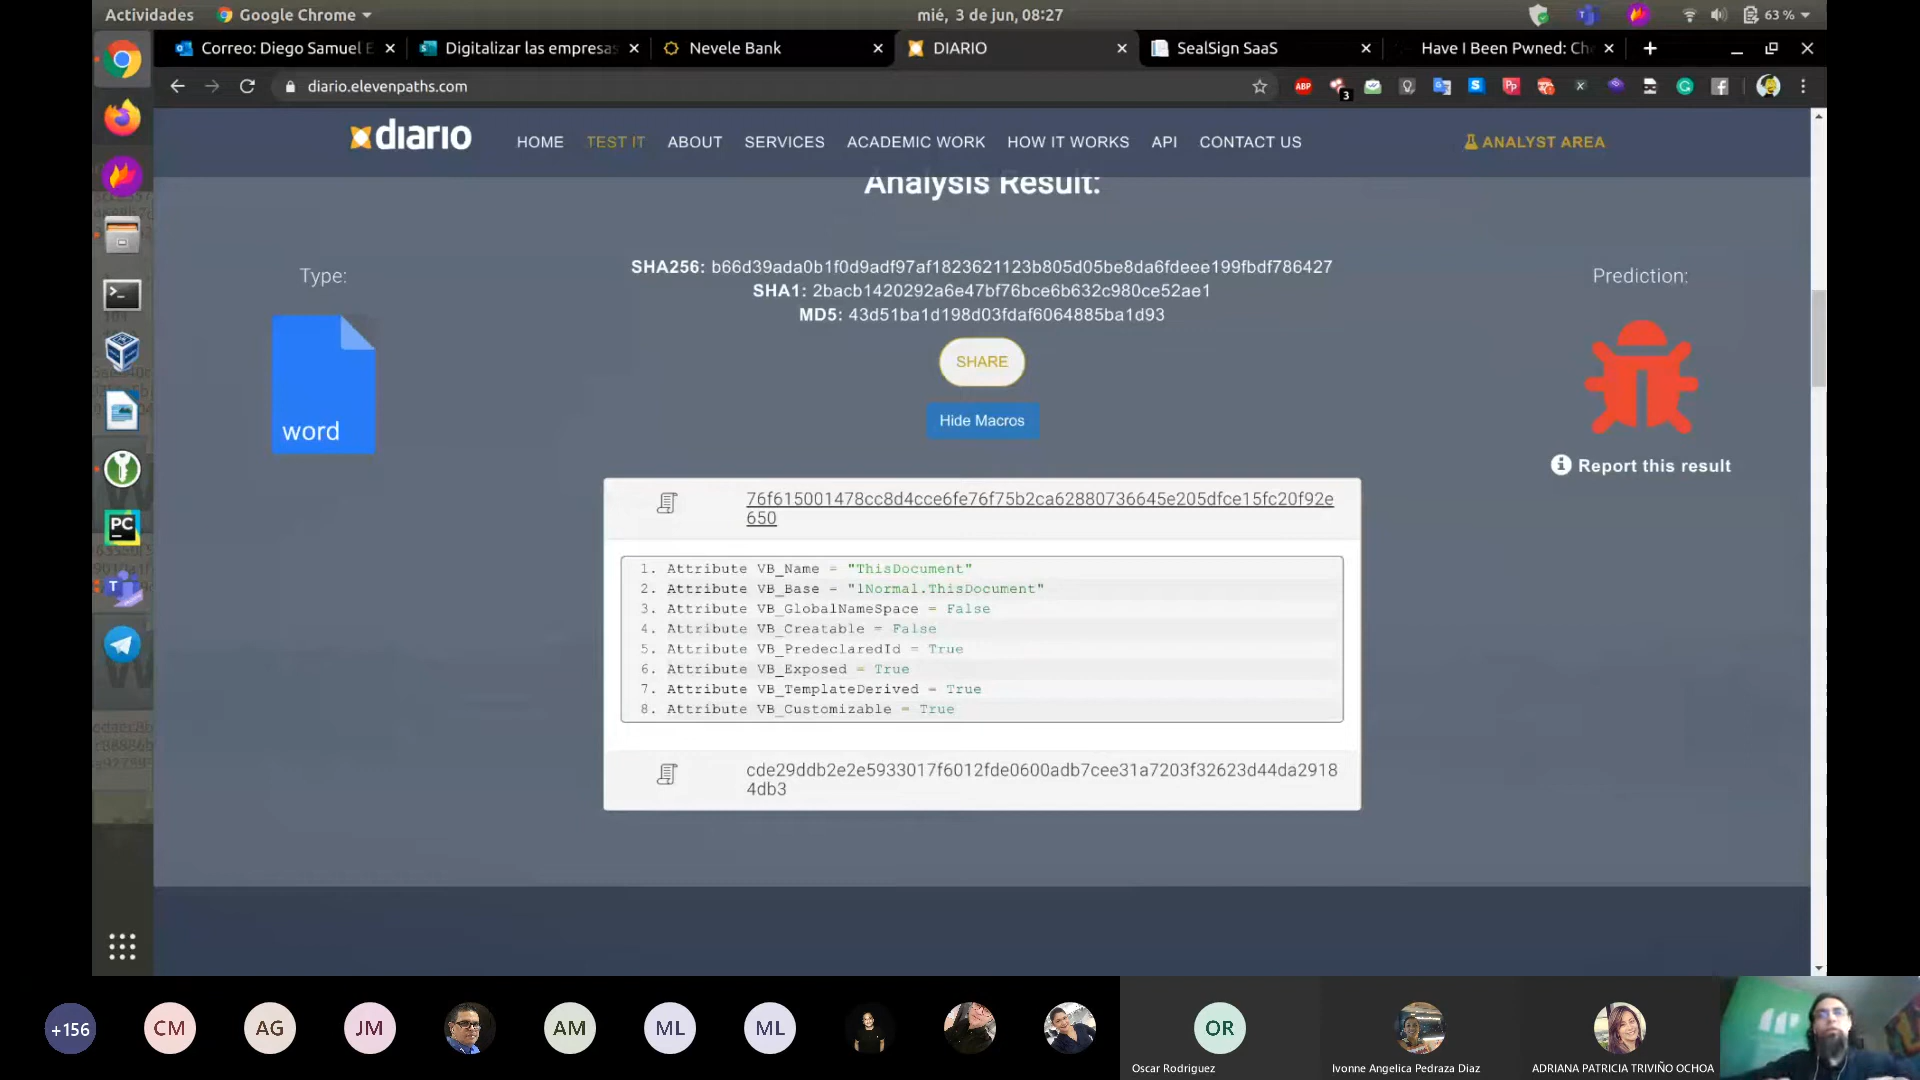 Actividades Google Chrome mié, 3 de jun, 08:27 63 %
Correo: Diego Samuel E Digitalizar las empresas Nevele Bank DIARIO SealSign SaaS Have I Been Pwned: Che
diario.elevenpaths.com ABP 3
diario HOME TEST IT ABOUT SERVICES ACADEMIC WORK HOW IT WORKS API CONTACT US ANALYST AREA
Analysis Result:
Type:
word
SHA256: b66d39ada0b1f0d9adf97af1823621123b805d05be8da6fdeee199fbdf786427
SHA1: 2bacb1420292a6e47bf76bce6b632c980ce52ae1
MD5: 43d51ba1d198d03fdaf6064885ba1d93
SHARE
Hide Macros
Prediction:
Report this result
76f615001478cc8d4cce6fe76f75b2ca62880736645e205dfce15fc20f92e
650
1. Attribute VB_Name = "ThisDocument"
2. Attribute VB_Base = "1Normal.ThisDocument"
3. Attribute VB_GlobalNameSpace = False
4. Attribute VB_Creatable = False
5. Attribute VB_PredeclaredId = True
6. Attribute VB_Exposed = True
7. Attribute VB_TemplateDerived = True
8. Attribute VB_Customizable = True
cde29ddb2e2e5933017f6012fde0600adb7cee31a7203f32623d44da2918
4db3
PC
+156 CM AG JM AM ML ML OR
Oscar Rodriguez Ivonne Angelica Pedraza Diaz ADRIANA PATRICIA TRIVIÑO OCHOA